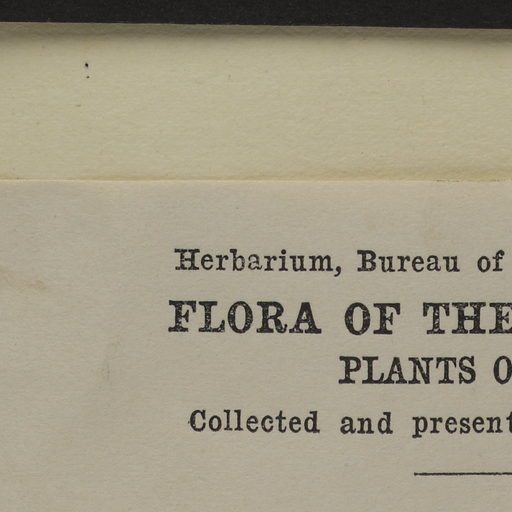 Herbarium, Bureau of
FLORA OF THE
PLANTS O
Collected and present